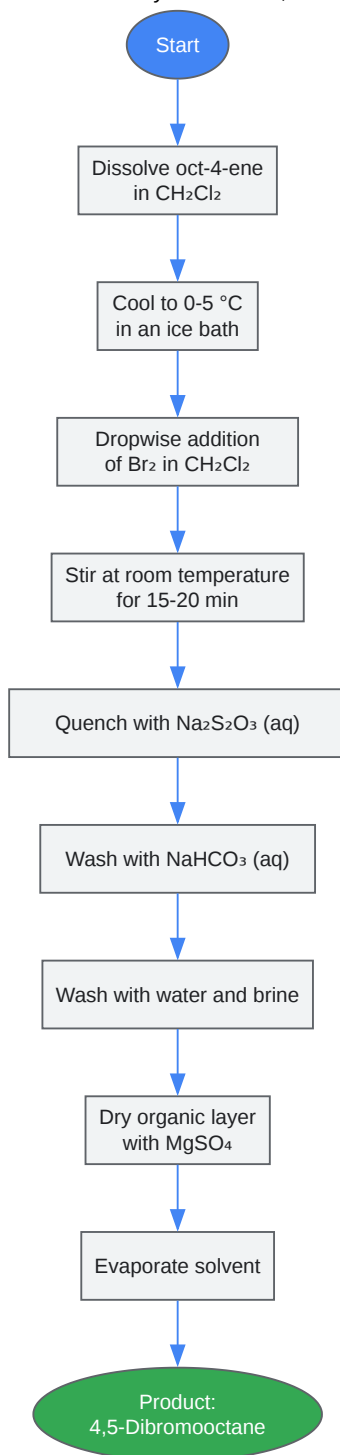 Start
Dissolve oct-4-ene
in CH₂Cl₂
Cool to 0-5 °C
in an ice bath
Dropwise addition
of Br₂ in CH₂Cl₂
Stir at room temperature
for 15-20 min
Quench with Na₂S₂O₃ (aq)
Wash with NaHCO₃ (aq)
Wash with water and brine
Dry organic layer
with MgSO₄
Evaporate solvent
Product:
4,5-Dibromooctane